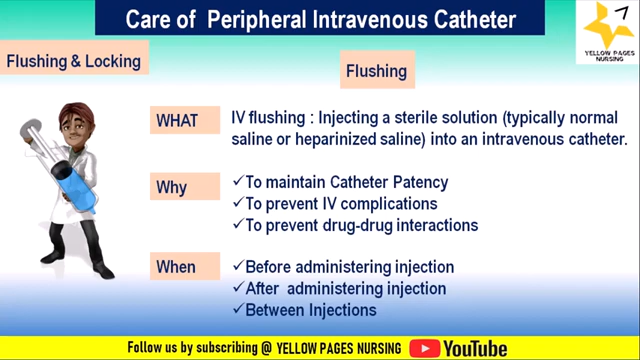 Care of Peripheral Intravenous Catheter
7
YELLOW PAGES
NURSING
Flushing & Locking
Flushing
WHAT
IV flushing : Injecting a sterile solution (typically normal
saline or heparinized saline) into an intravenous catheter.
Why
✓To maintain Catheter Patency
✓To prevent IV complications
✓To prevent drug-drug interactions
When
✓Before administering injection
✓After administering injection
✓Between Injections
Follow us by subscribing @ YELLOW PAGES NURSING YouTube